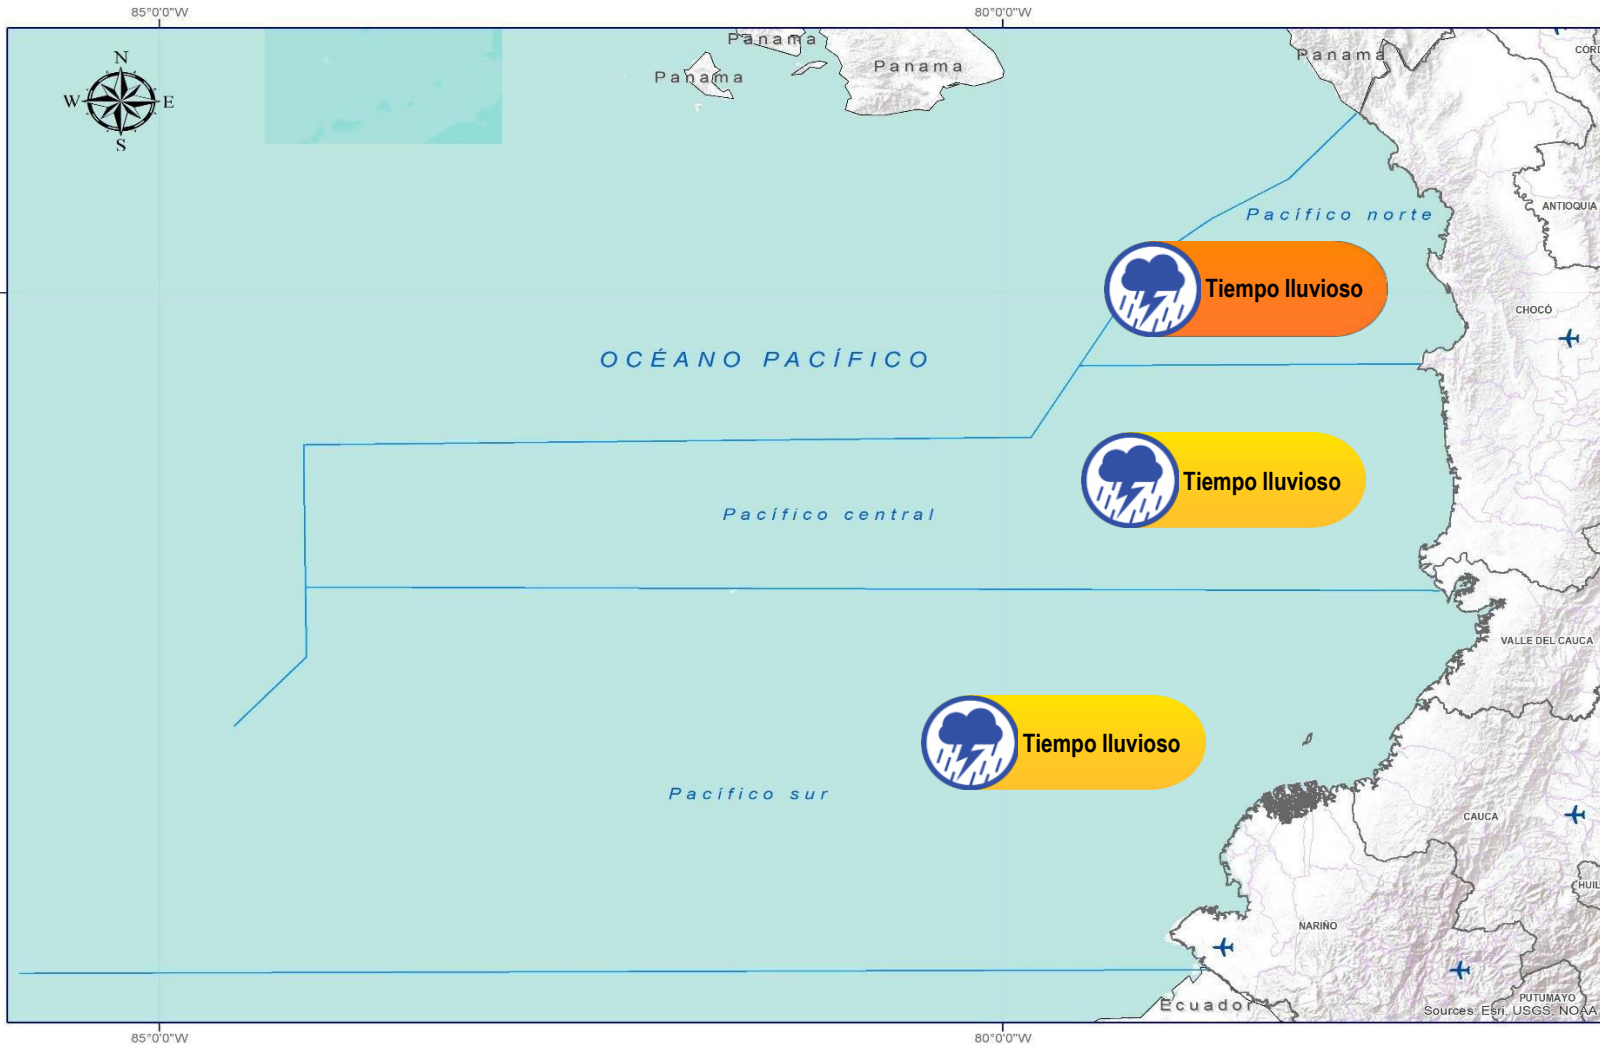 85°0'0"W
80°0'0"W
Panama
Panama
Panama
Panama
CÓRD
N
W
E
S
ANTIOQUIA
Pacífico norte
Tiempo lluvioso
CHOCÓ
OCÉANO PACÍFICO
Tiempo lluvioso
Pacífico central
VALLE DEL CAUCA
Tiempo lluvioso
Pacífico sur
CAUCA
HUIL
NARIÑO
PUTUMAYO
Ecuador
Sources: Esri, USGS, NOAA
85°0'0"W
80°0'0"W